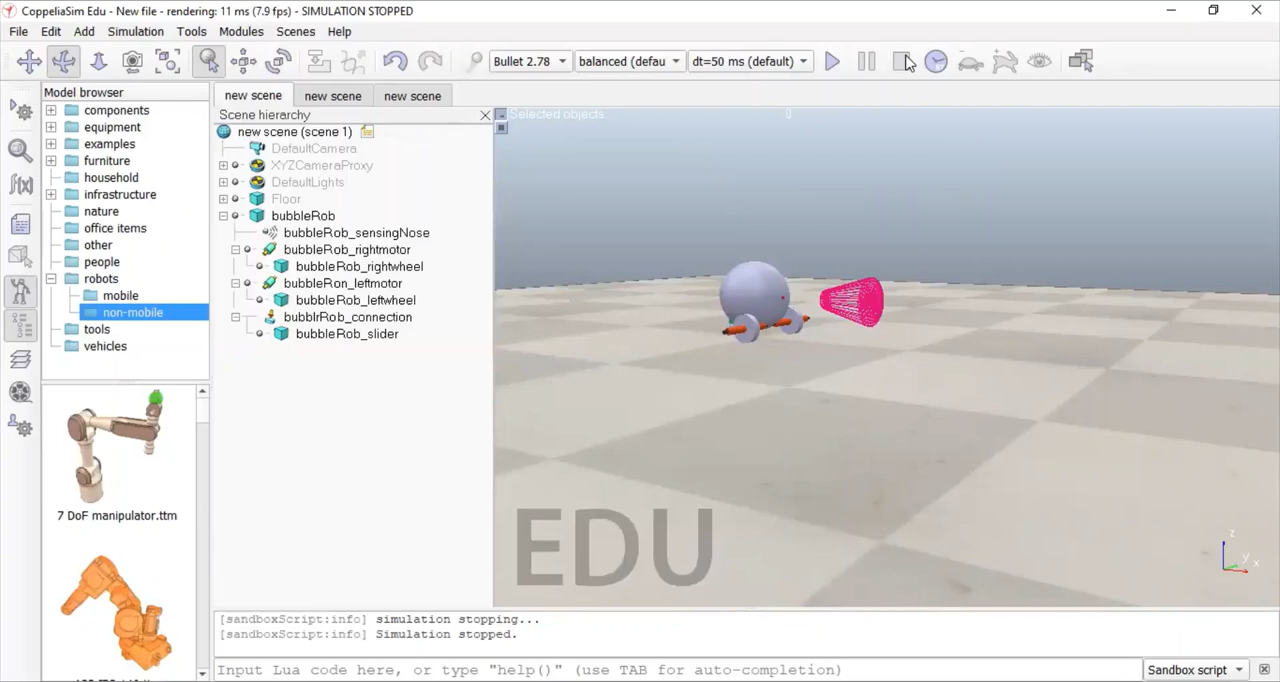 CoppeliaSim Edu - New file - rendering: 11 ms (7.9 fps) - SIMULATION STOPPED
File Edit Add Simulation Tools Modules Scenes Help
Bullet 2.78 balanced (defau dt=50 ms (default)
Model browser
components
equipment
examples
furniture
household
infrastructure
nature
office items
other
people
robots
mobile
non-mobile
tools
vehicles
7 DoF manipulator.ttm
new scene new scene new scene
Scene hierarchy
new scene (scene 1)
DefaultCamera
XYZCameraProxy
DefaultLights
Floor
bubbleRob
bubbleRob_sensingNose
bubbleRob_rightmotor
bubbleRob_rightwheel
bubbleRon_leftmotor
bubbleRob_leftwheel
bubblrRob_connection
bubbleRob_slider
f(x)
Selected objects: 0
EDU
z
y
x
[sandboxScript:info] simulation stopping...
[sandboxScript:info] Simulation stopped.
Input Lua code here, or type "help()" (use TAB for auto-completion)
Sandbox script